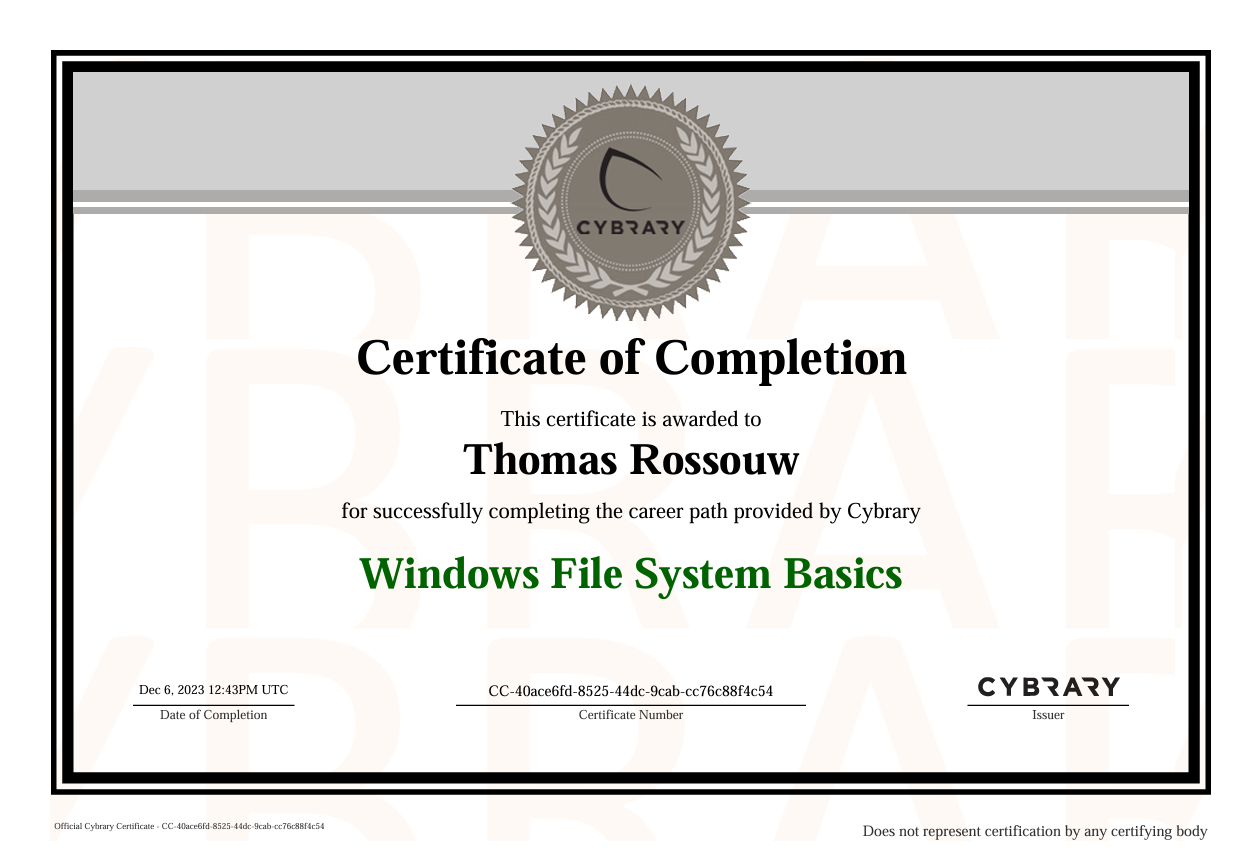 CYBRARY
Certificate of Completion
This certificate is awarded to
Thomas Rossouw
for successfully completing the career path provided by Cybrary
Windows File System Basics
Dec 6, 2023 12:43PM UTC
Date of Completion
CC-40ace6fd-8525-44dc-9cab-cc76c88f4c54
Certificate Number
CYBRARY
Issuer
Official Cybrary Certificate - CC-40ace6fd-8525-44dc-9cab-cc76c88f4c54
Does not represent certification by any certifying body